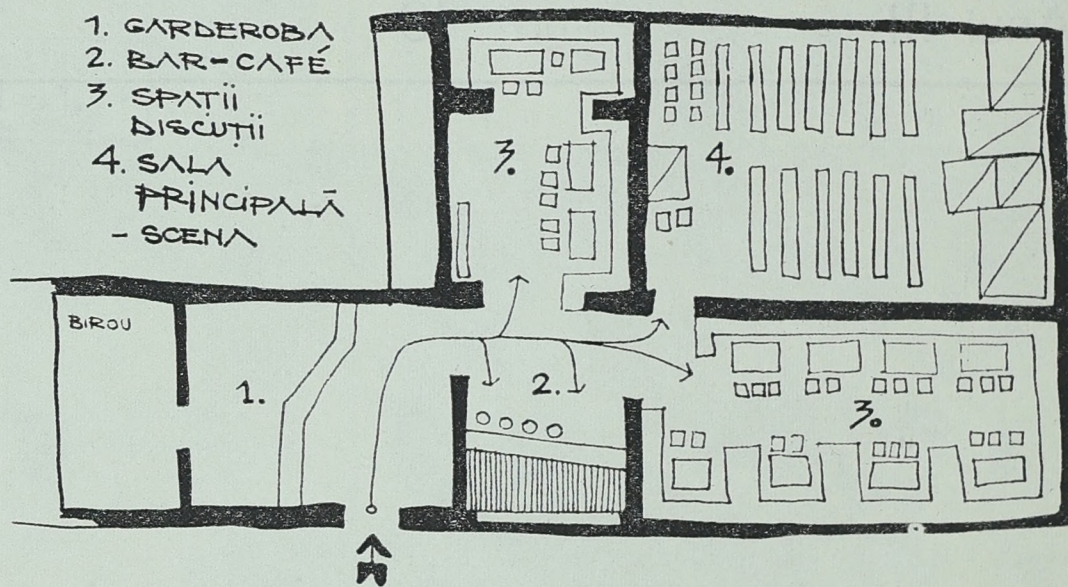 1. GARDEROBA
2. BAR-CAFÉ
3. SPAȚII
DISCUȚII
4. SALA
PRINCIPALĂ
- SCENA
3.
4.
BIROU
1.
2.
3.